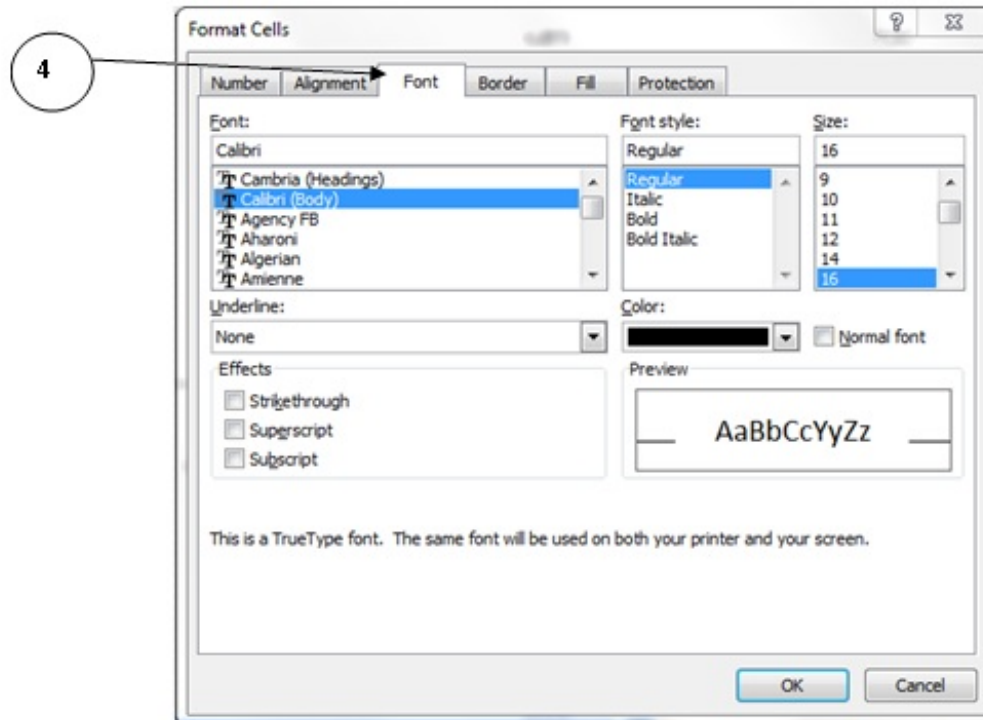 Format Cells
4
Number Alignment Font Border Fill Protection
Font: Font style: Size:
Calibri Regular 16
Cambria (Headings) Regular 9
Calibri (Body) Italic 10
Agency FB Bold 11
Aharoni Bold Italic 12
Algerian 14
Amienne 16
Underline: Color:
None Normal font
Effects Preview
Strikethrough
Superscript AaBbCcYyZz
Subscript
This is a TrueType font. The same font will be used on both your printer and your screen.
OK Cancel